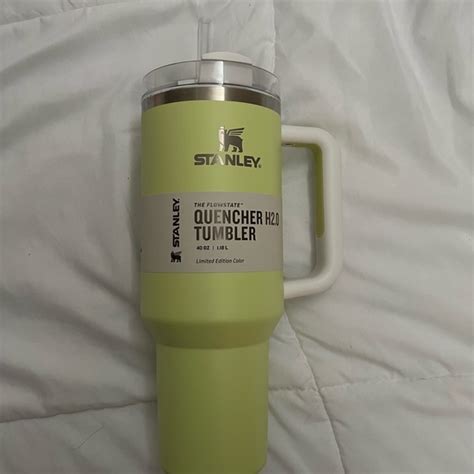 STANLEY®
STANLEY
THE FLOWSTATE™
QUENCHER H2.0
TUMBLER
40 OZ | 1.18 L
Limited Edition Color